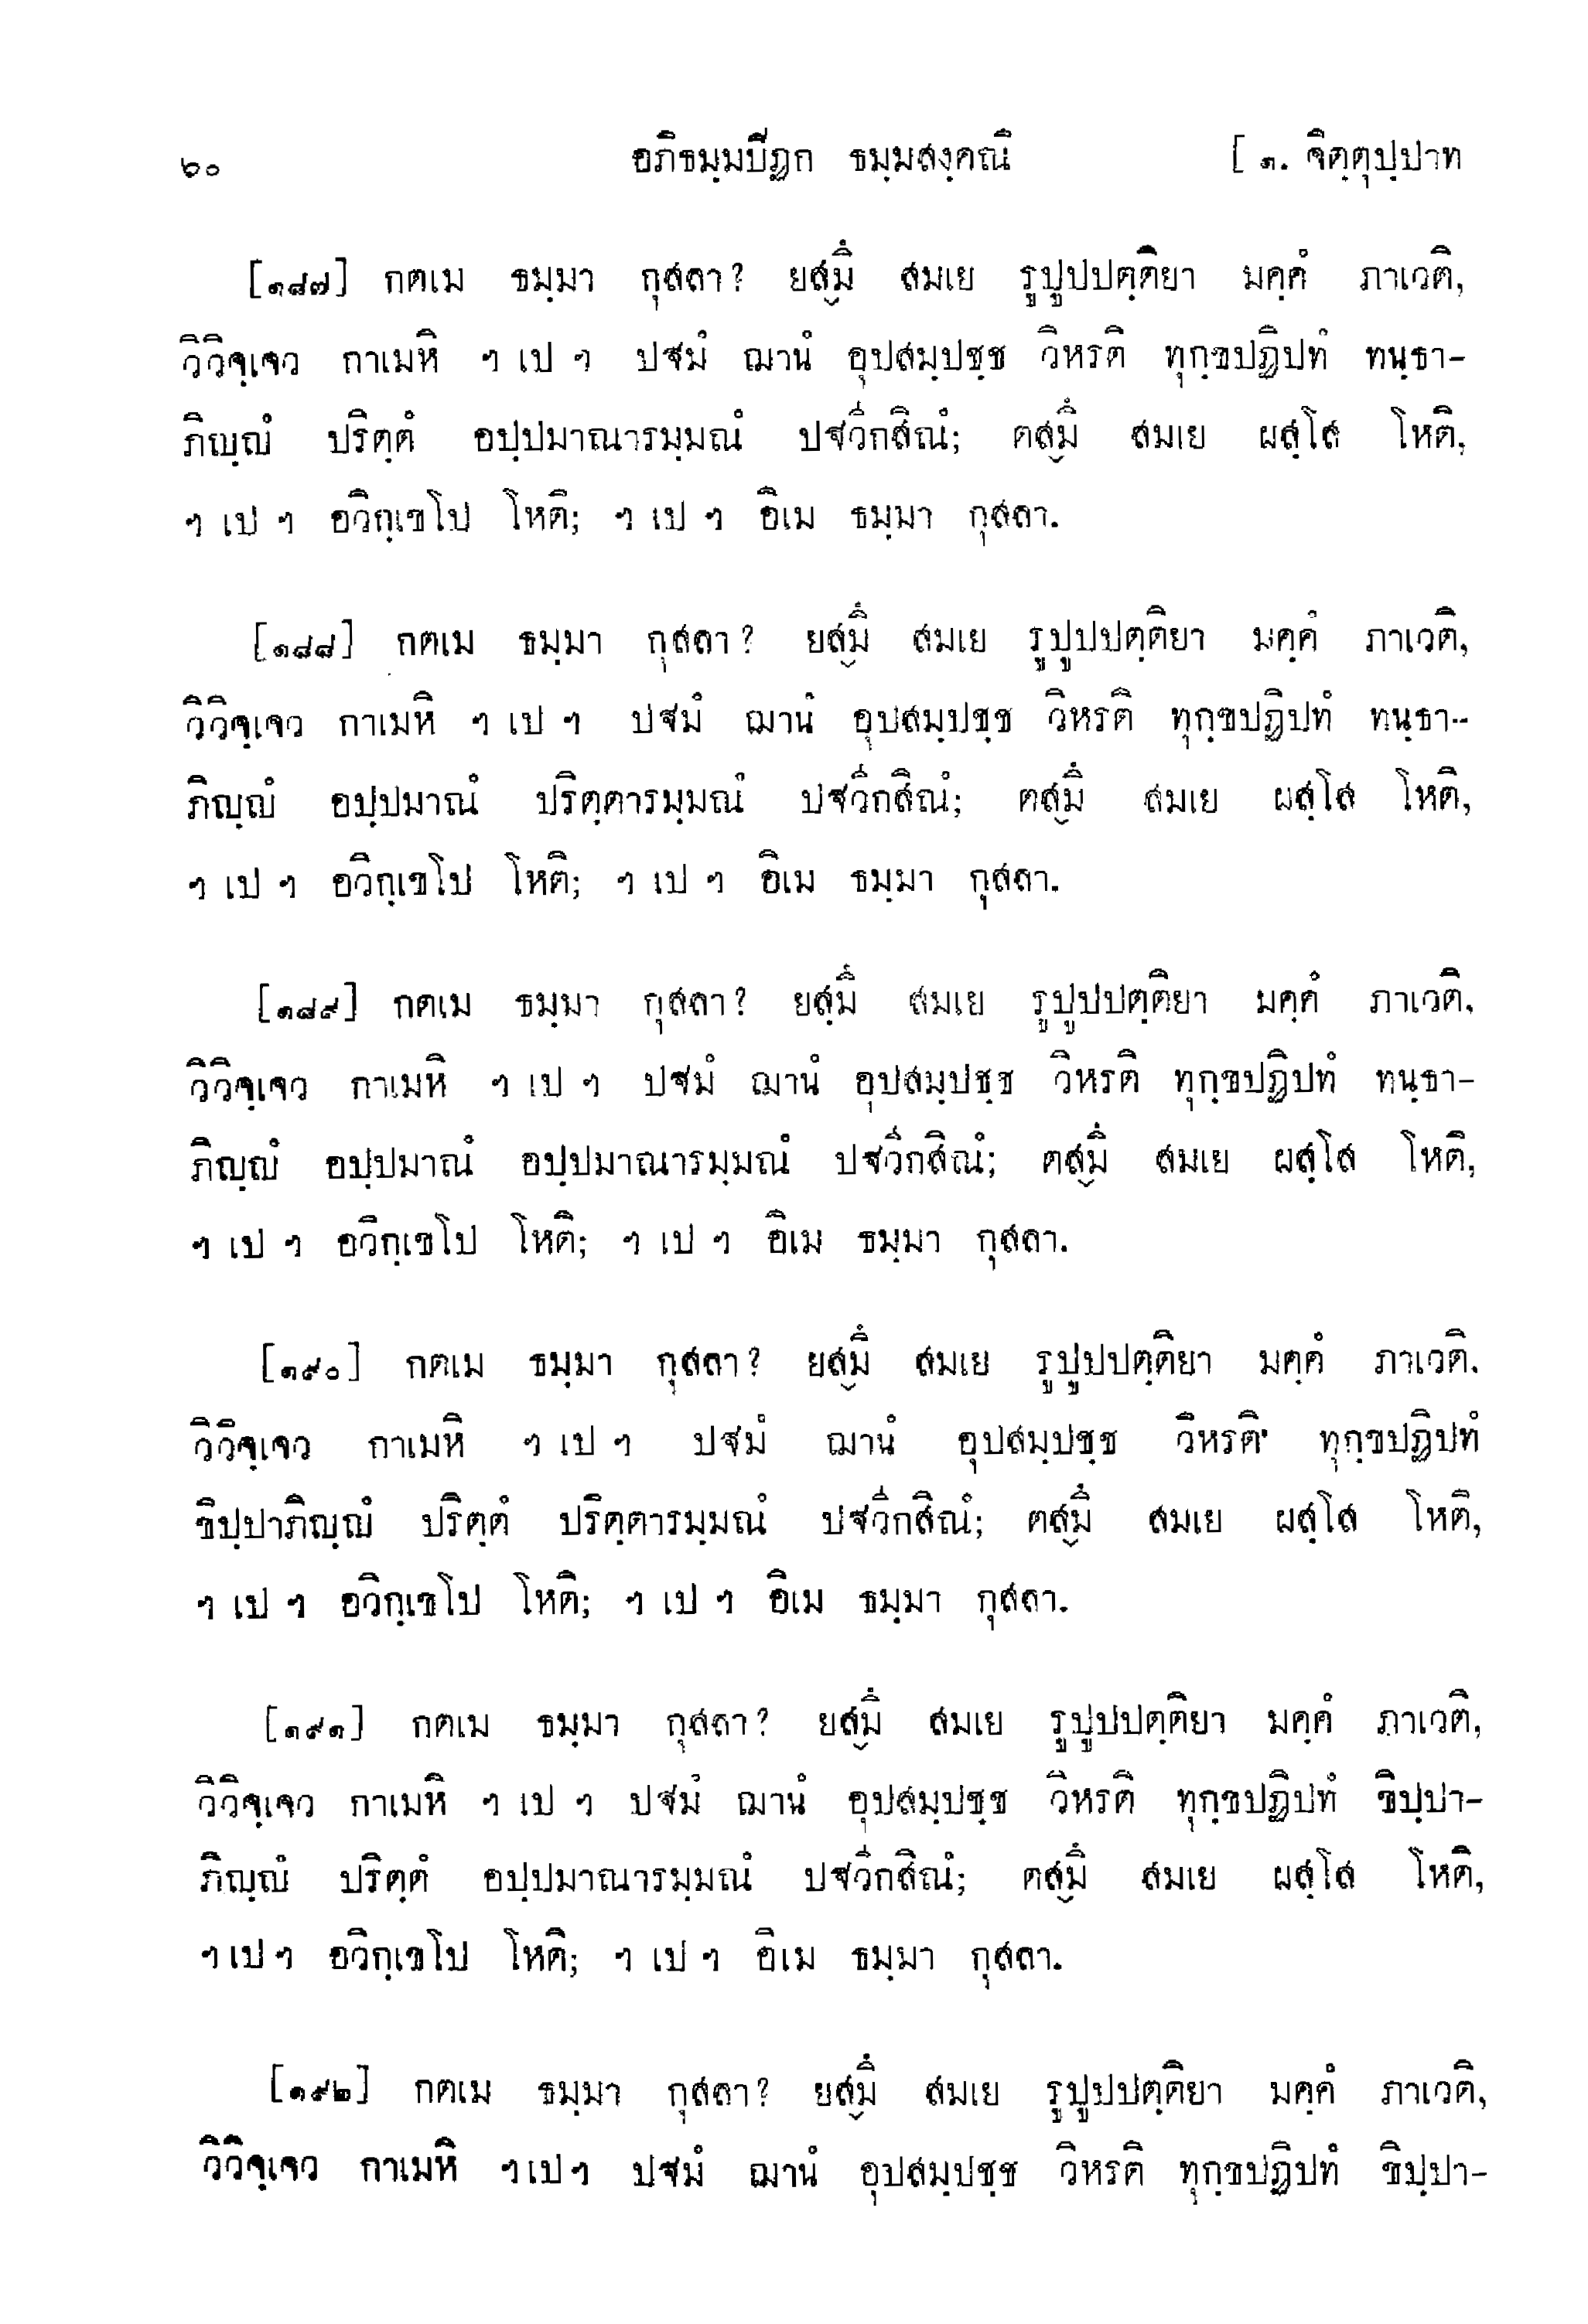 ๖๐ อภิธมฺมปิฏก ธมฺมสงฺคณิ [ ๑. จิตฺตุปฺปาท
[๑๘๗] กตเม ธมฺมา กุสลา? ยสฺมึ สมเย รูปูปปตฺติยา มคฺคํ ภาเวติ,
วิวิจฺเจว กาเมหิ ฯ เป ฯ ปฐมํ ฌานํ อุปสมฺปชฺช วิหรติ ทุกฺขปฏิปทํ ทนฺธา-
ภิญฺญํ ปริตฺตํ อปฺปมาณารมฺมณํ ปฐวีกสิณํ; ตสฺมึ สมเย ผสฺโส โหติ,
ฯ เป ฯ อวิกฺเขโป โหติ; ฯ เป ฯ อิเม ธมฺมา กุสลา.
[๑๘๘] กตเม ธมฺมา กุสลา? ยสฺมึ สมเย รูปูปปตฺติยา มคฺคํ ภาเวติ,
วิวิจฺเจว กาเมหิ ฯ เป ฯ ปฐมํ ฌานํ อุปสมฺปชฺช วิหรติ ทุกฺขปฏิปทํ ทนฺธา-
ภิญฺญํ อปฺปมาณํ ปริตฺตารมฺมณํ ปฐวีกสิณํ; ตสฺมึ สมเย ผสฺโส โหติ,
ฯ เป ฯ อวิกฺเขโป โหติ; ฯ เป ฯ อิเม ธมฺมา กุสลา.
[๑๘๙] กตเม ธมฺมา กุสลา? ยสฺมึ สมเย รูปูปปตฺติยา มคฺคํ ภาเวติ,
วิวิจฺเจว กาเมหิ ฯ เป ฯ ปฐมํ ฌานํ อุปสมฺปชฺช วิหรติ ทุกฺขปฏิปทํ ทนฺธา-
ภิญฺญํ อปฺปมาณํ อปฺปมาณารมฺมณํ ปฐวีกสิณํ; ตสฺมึ สมเย ผสฺโส โหติ,
ฯ เป ฯ อวิกฺเขโป โหติ; ฯ เป ฯ อิเม ธมฺมา กุสลา.
[๑๙๐] กตเม ธมฺมา กุสลา? ยสฺมึ สมเย รูปูปปตฺติยา มคฺคํ ภาเวติ.
วิวิจฺเจว กาเมหิ ฯ เป ฯ ปฐมํ ฌานํ อุปสมฺปชฺช วิหรติ ทุกฺขปฏิปทํ
ขิปฺปาภิญฺญํ ปริตฺตํ ปริตฺตารมฺมณํ ปฐวีกสิณํ; ตสฺมึ สมเย ผสฺโส โหติ,
ฯ เป ฯ อวิกฺเขโป โหติ; ฯ เป ฯ อิเม ธมฺมา กุสลา.
[๑๙๑] กตเม ธมฺมา กุสลา? ยสฺมึ สมเย รูปูปปตฺติยา มคฺคํ ภาเวติ,
วิวิจฺเจว กาเมหิ ฯ เป ฯ ปฐมํ ฌานํ อุปสมฺปชฺช วิหรติ ทุกฺขปฏิปทํ ขิปฺปา-
ภิญฺญํ ปริตฺตํ อปฺปมาณารมฺมณํ ปฐวีกสิณํ; ตสฺมึ สมเย ผสฺโส โหติ,
ฯ เป ฯ อวิกฺเขโป โหติ; ฯ เป ฯ อิเม ธมฺมา กุสลา.
[๑๙๒] กตเม ธมฺมา กุสลา? ยสฺมึ สมเย รูปูปปตฺติยา มคฺคํ ภาเวติ,
วิวิจฺเจว กาเมหิ ฯ เป ฯ ปฐมํ ฌานํ อุปสมฺปชฺช วิหรติ ทุกฺขปฏิปทํ ขิปฺปา-